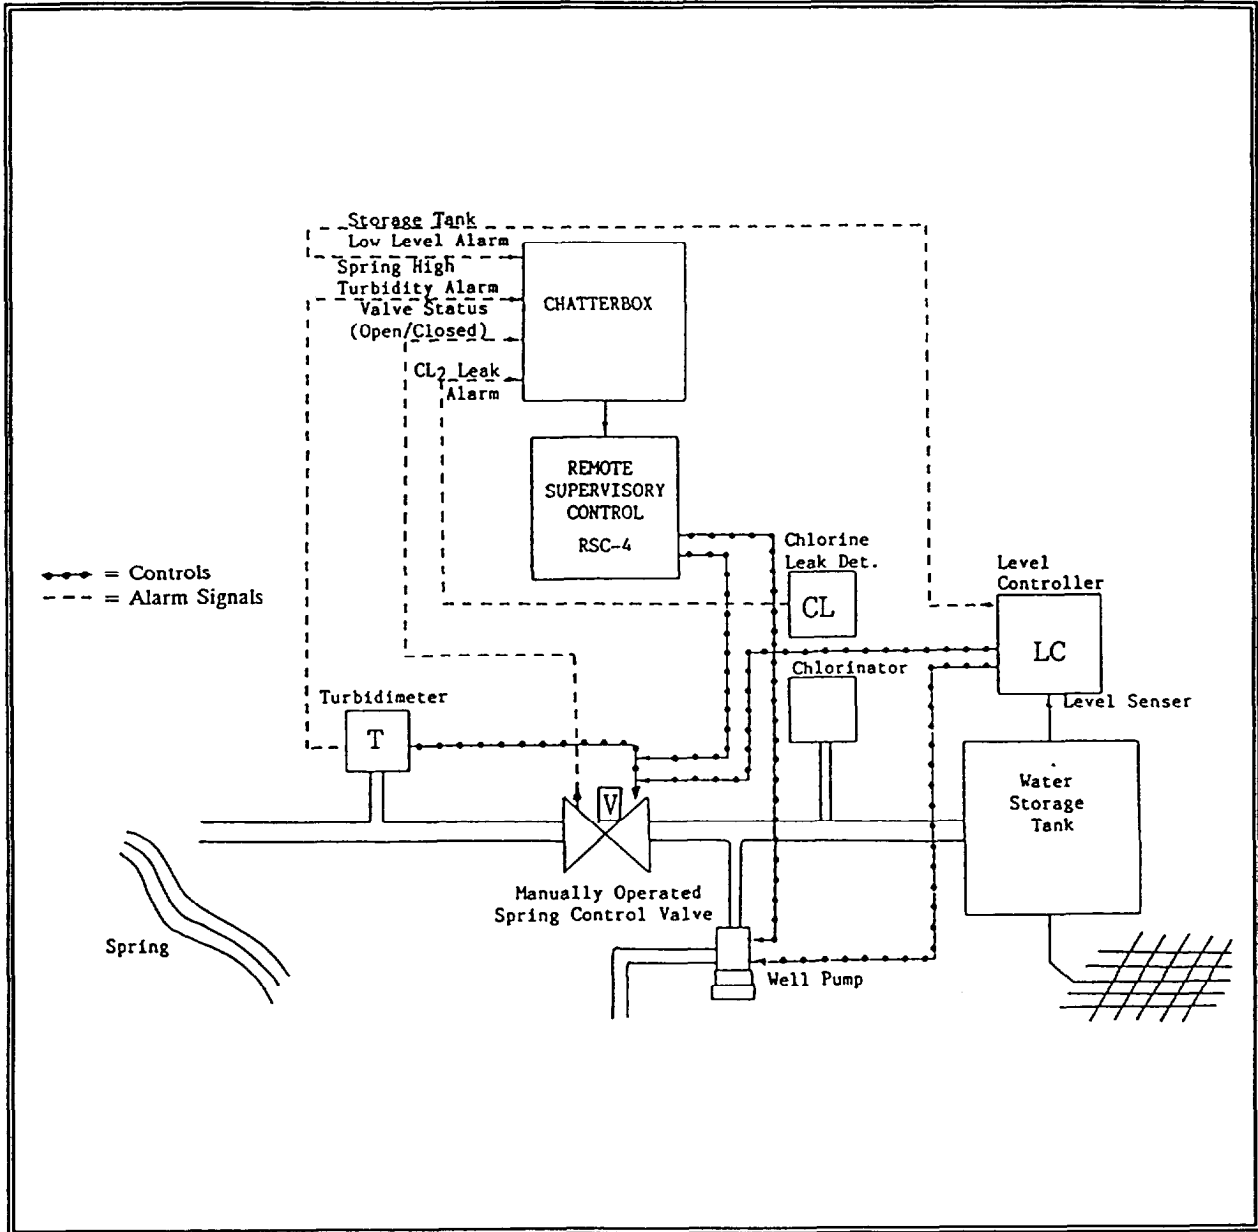 Storage Tank
Low Level Alarm
Spring High
Turbidity Alarm
Valve Status
(Open/Closed)
CL2 Leak
Alarm
CHATTERBOX
REMOTE
SUPERVISORY
CONTROL
RSC-4
= Controls
= Alarm Signals
Chlorine
Leak Det.
CL
Level
Controller
LC
Level Senser
Chlorinator
Turbidimeter
T
V
Water
Storage
Tank
Manually Operated
Spring Control Valve
Spring
Well Pump